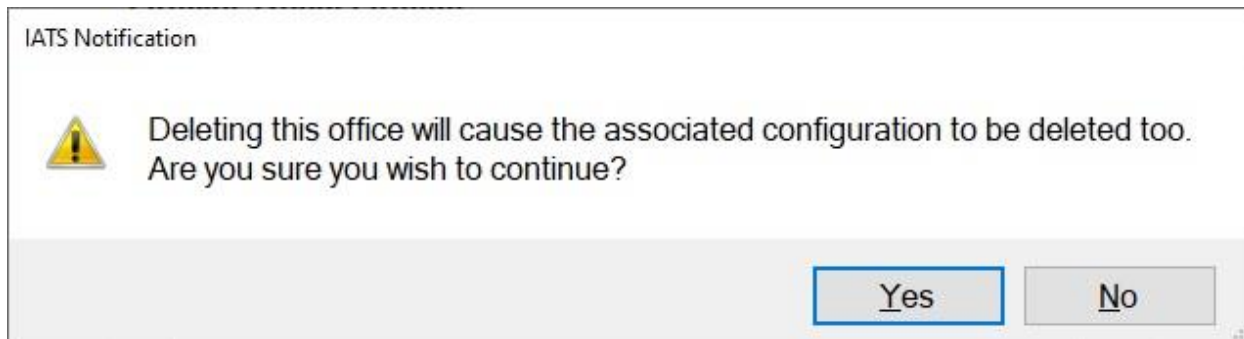 IATS Notification
Deleting this office will cause the associated configuration to be deleted too.
Are you sure you wish to continue?
Yes
No